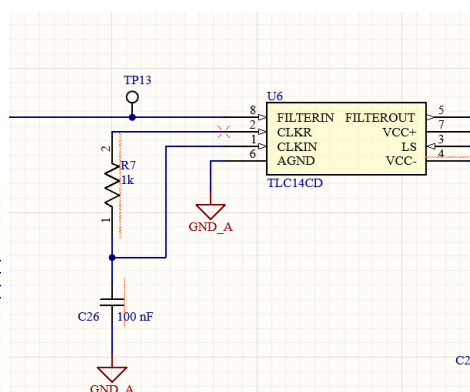 TP13
U6
8 FILTERIN FILTEROUT 5
2 CLKR VCC+ 7
1 CLKIN LS 3
6 AGND VCC- 4
TLC14CD
2
R7
1k
1
GND_A
C26 100 nF
C2
GND_A